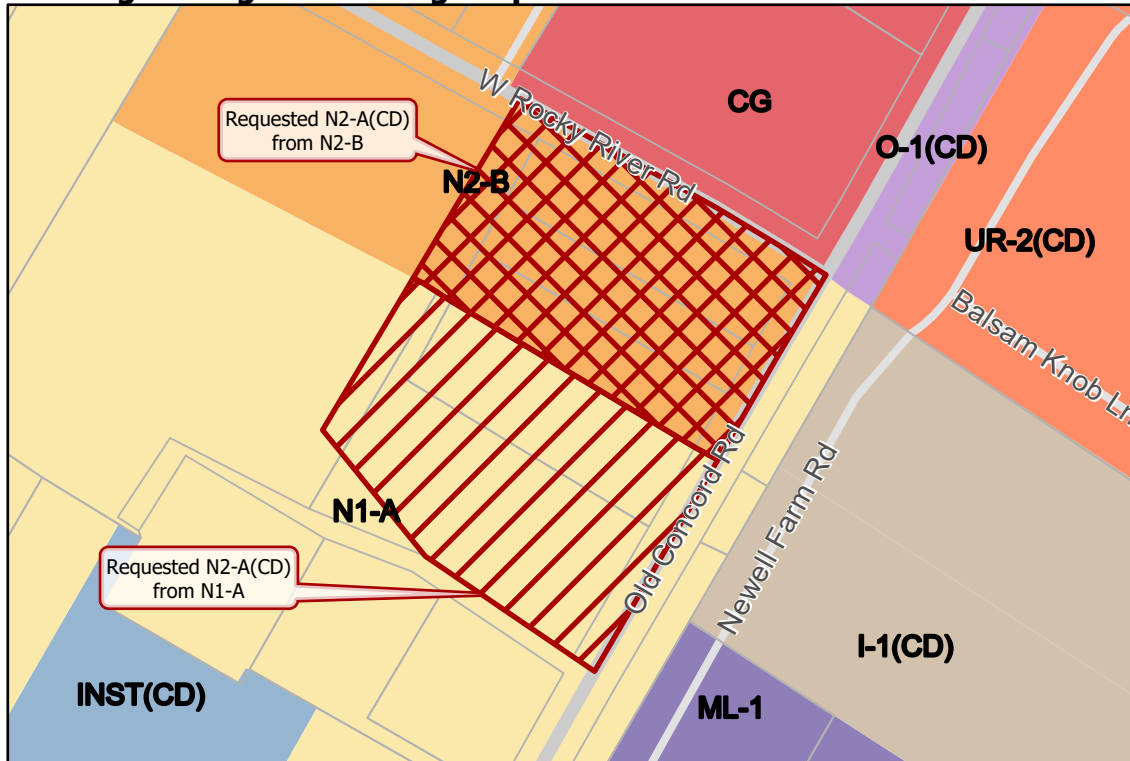 W Rocky River Rd
CG
Requested N2-A(CD)
from N2-B
O-1(CD)
N2-B
UR-2(CD)
Balsam Knob Ln
Old Concord Rd
Newell Farm Rd
N1-A
Requested N2-A(CD)
from N1-A
I-1(CD)
INST(CD)
ML-1